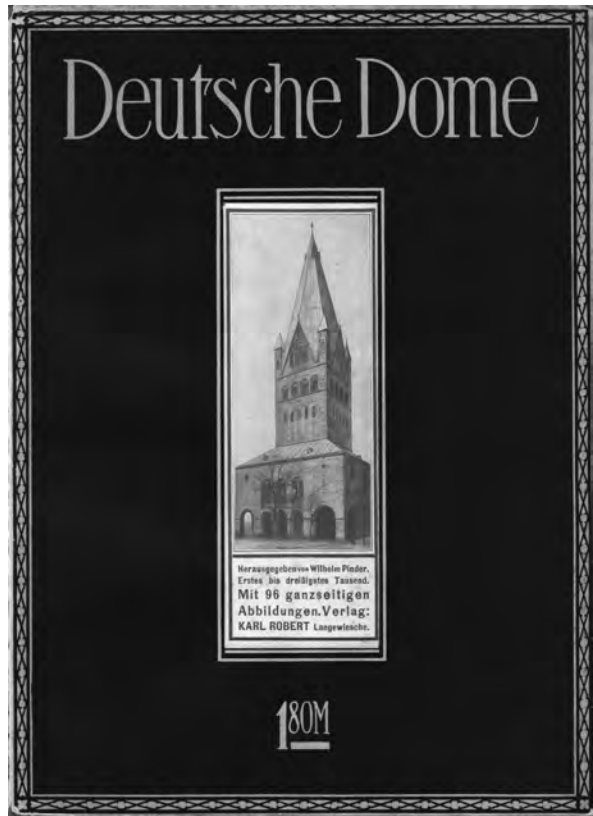 Deutsche Dome
Herausgegeben von Wilhelm Pinder.
Erstes bis dreißigstes Tausend.
Mit 96 ganzseitigen
Abbildungen. Verlag:
KARL ROBERT Langewiesche.
1 80M